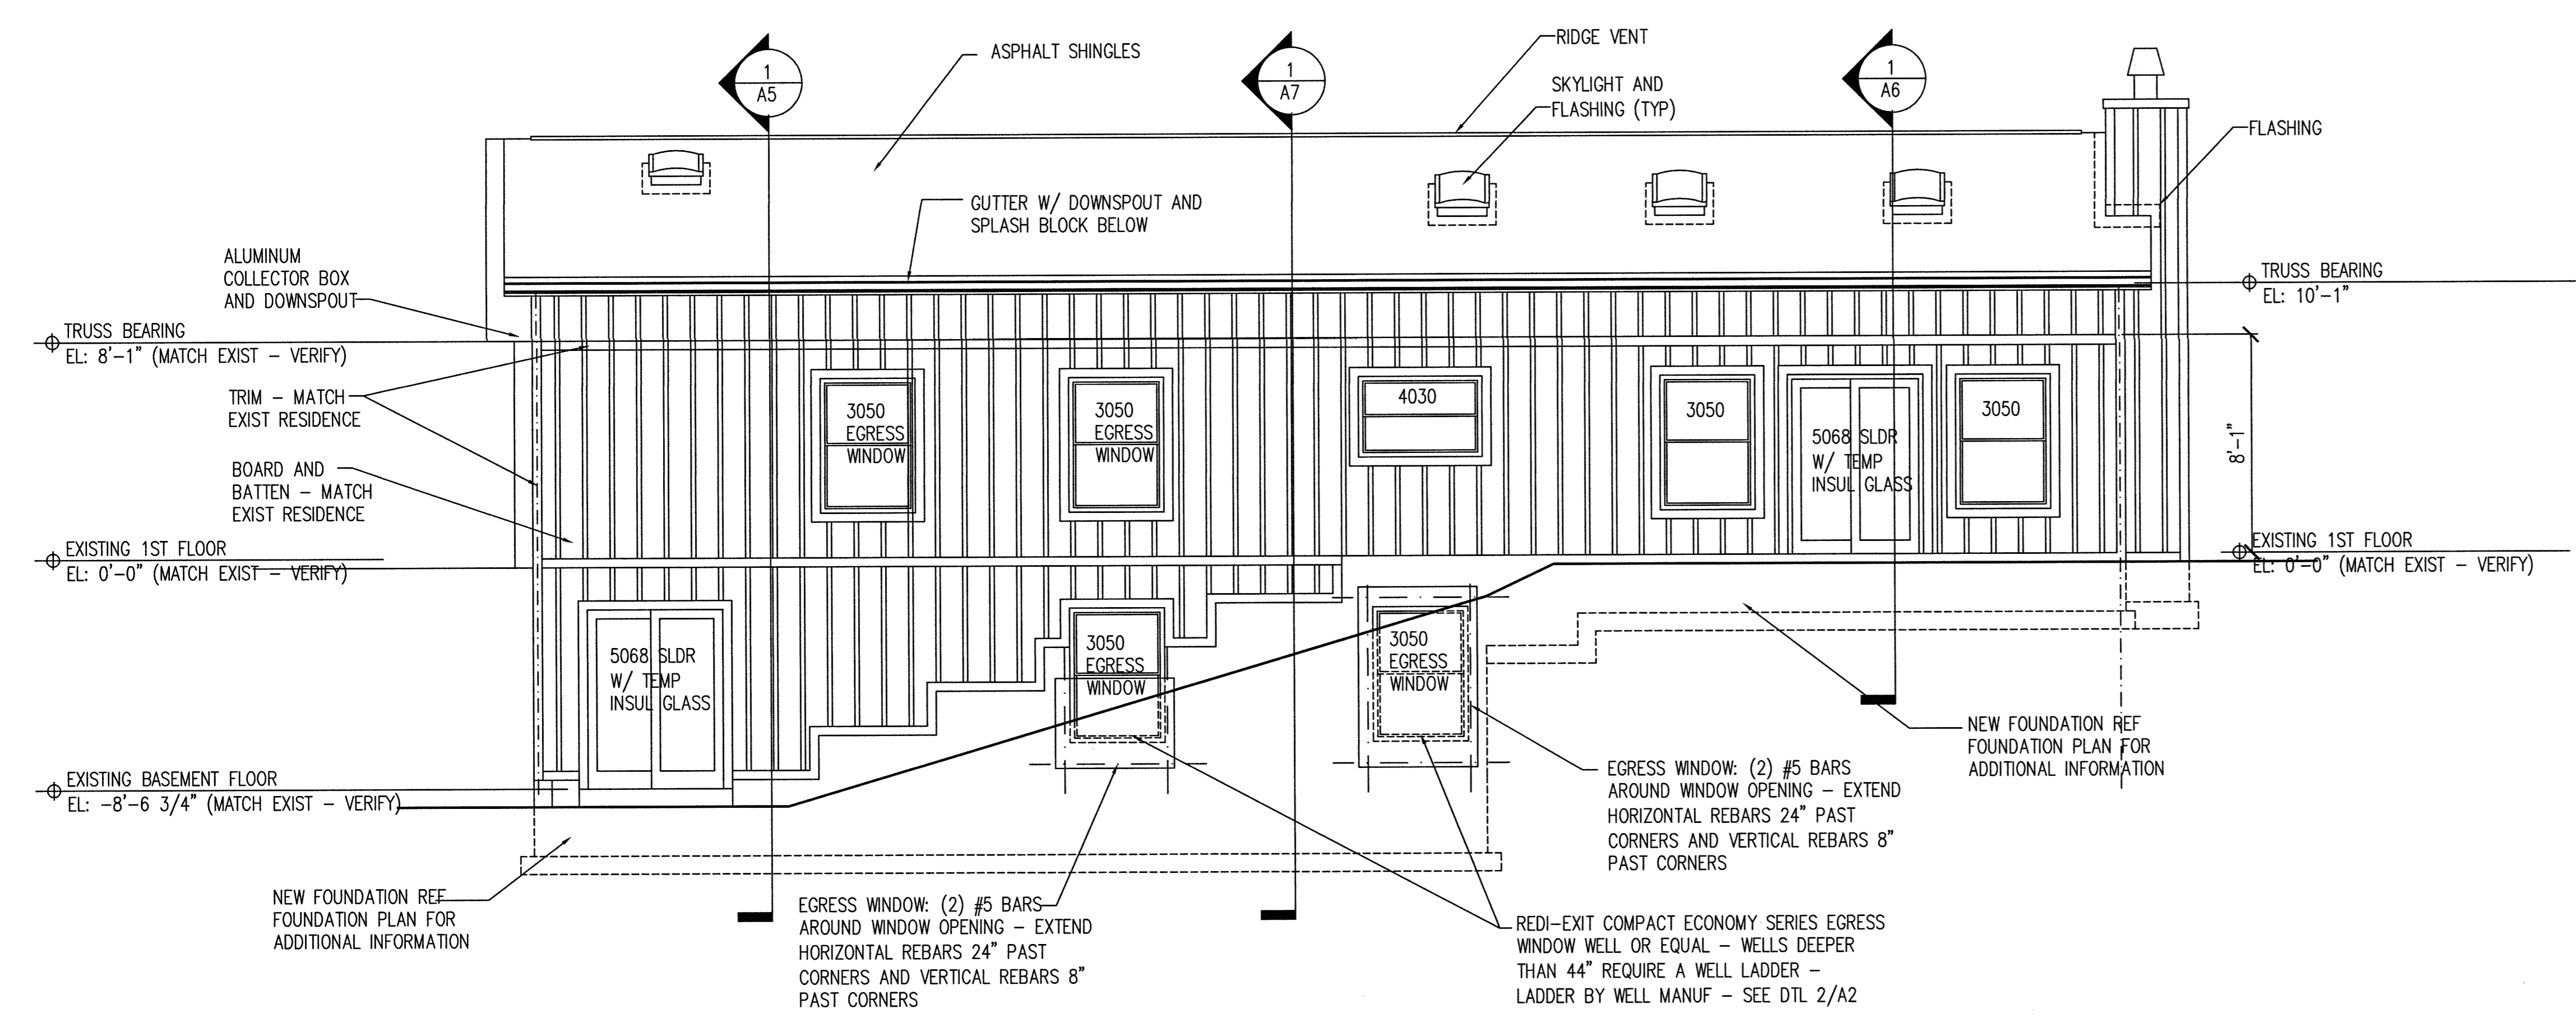 1
A5
ASPHALT SHINGLES
1
A7
RIDGE VENT
SKYLIGHT AND
FLASHING (TYP)
1
A6
FLASHING
GUTTER W/ DOWNSPOUT AND
SPLASH BLOCK BELOW
ALUMINUM
COLLECTOR BOX
AND DOWNSPOUT
TRUSS BEARING
EL: 8'-1" (MATCH EXIST - VERIFY)
TRIM - MATCH
EXIST RESIDENCE
BOARD AND
BATTEN - MATCH
EXIST RESIDENCE
EXISTING 1ST FLOOR
EL: 0'-0" (MATCH EXIST - VERIFY)
EXISTING BASEMENT FLOOR
EL: -8'-6 3/4" (MATCH EXIST - VERIFY)
TRUSS BEARING
EL: 10'-1"
3050
EGRESS
WINDOW
3050
EGRESS
WINDOW
4030
3050
5068 SLDR
W/ TEMP
INSUL GLASS
3050
8'-1"
EXISTING 1ST FLOOR
EL: 0'-0" (MATCH EXIST - VERIFY)
5068 SLDR
W/ TEMP
INSUL GLASS
3050
EGRESS
WINDOW
3050
EGRESS
WINDOW
NEW FOUNDATION REF
FOUNDATION PLAN FOR
ADDITIONAL INFORMATION
EGRESS WINDOW: (2) #5 BARS
AROUND WINDOW OPENING - EXTEND
HORIZONTAL REBARS 24" PAST
CORNERS AND VERTICAL REBARS 8"
PAST CORNERS
NEW FOUNDATION REF
FOUNDATION PLAN FOR
ADDITIONAL INFORMATION
EGRESS WINDOW: (2) #5 BARS
AROUND WINDOW OPENING - EXTEND
HORIZONTAL REBARS 24" PAST
CORNERS AND VERTICAL REBARS 8"
PAST CORNERS
REDI-EXIT COMPACT ECONOMY SERIES EGRESS
WINDOW WELL OR EQUAL - WELLS DEEPER
THAN 44" REQUIRE A WELL LADDER -
LADDER BY WELL MANUF - SEE DTL 2/A2